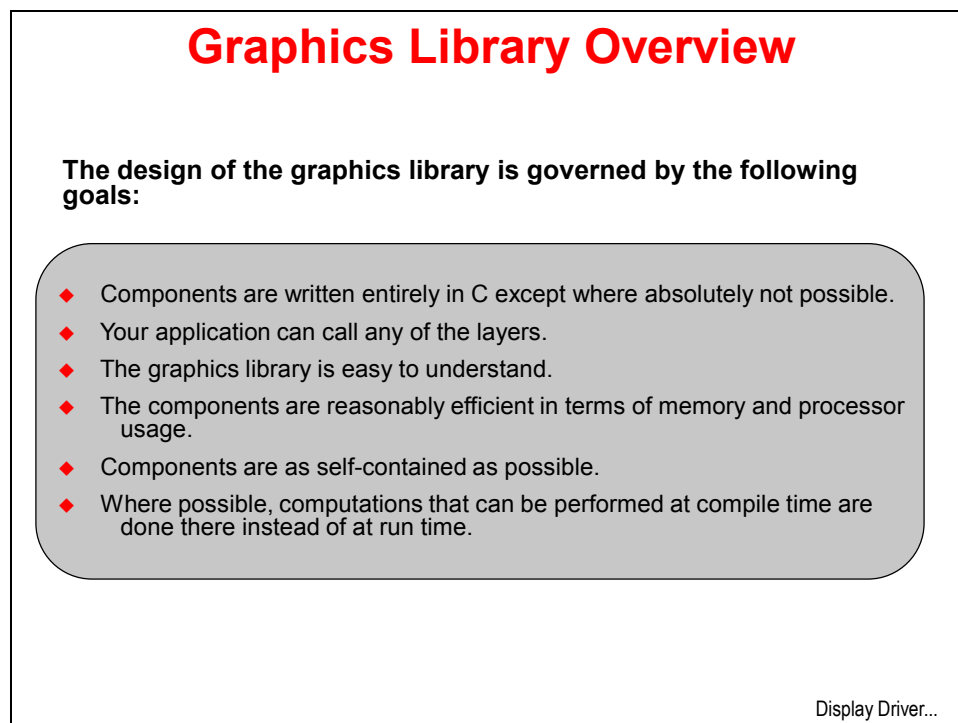 Graphics Library Overview
The design of the graphics library is governed by the following
goals:
Components are written entirely in C except where absolutely not possible.
Your application can call any of the layers.
The graphics library is easy to understand.
The components are reasonably efficient in terms of memory and processor
usage.
Components are as self-contained as possible.
Where possible, computations that can be performed at compile time are
done there instead of at run time.
Display Driver...